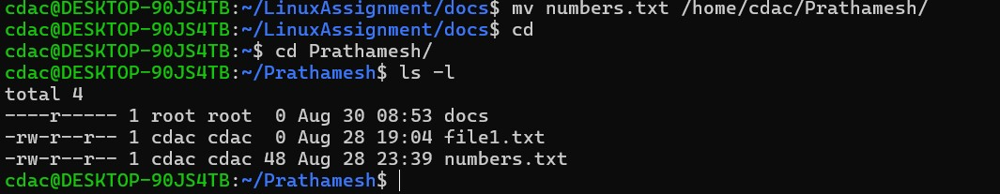 cdac@DESKTOP-90JS4TB:~/LinuxAssignment/docs$ mv numbers.txt /home/cdac/Prathamesh/
cdac@DESKTOP-90JS4TB:~/LinuxAssignment/docs$ cd
cdac@DESKTOP-90JS4TB:~$ cd Prathamesh/
cdac@DESKTOP-90JS4TB:~/Prathamesh$ ls -l
total 4
----r----- 1 root root  0 Aug 30 08:53 docs
-rw-r--r-- 1 cdac cdac  0 Aug 28 19:04 file1.txt
-rw-r--r-- 1 cdac cdac 48 Aug 28 23:39 numbers.txt
cdac@DESKTOP-90JS4TB:~/Prathamesh$